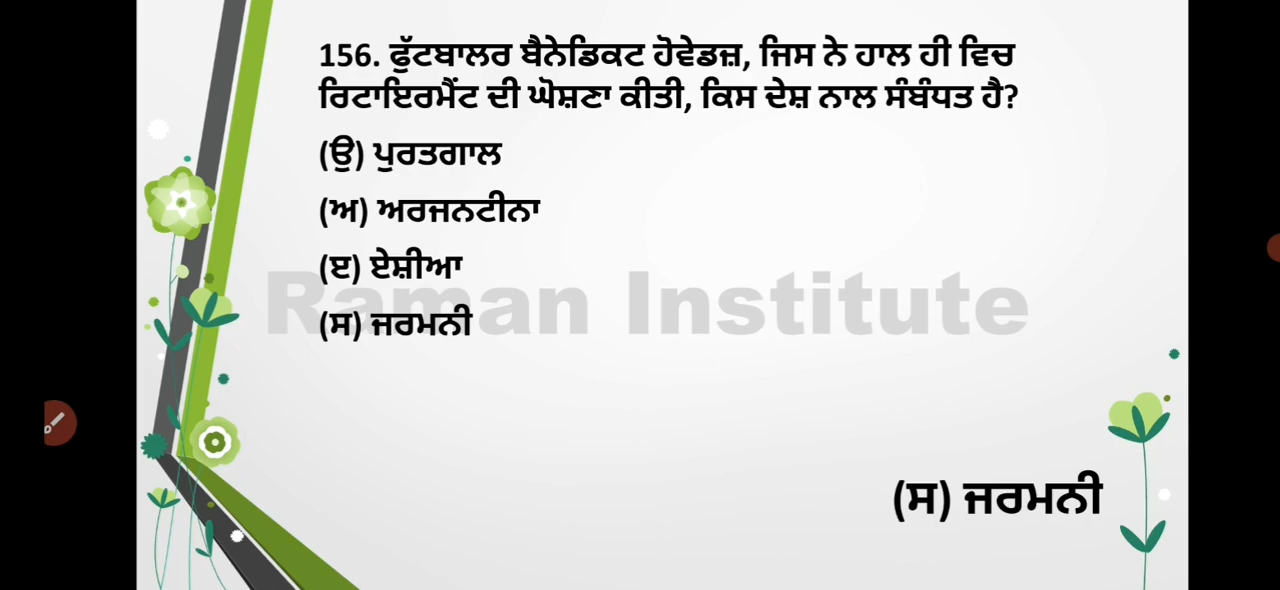 156. ਫੁੱਟਬਾਲਰ ਬੈਨੇਡਿਕਟ ਹੋਵੇਡਜ਼, ਜਿਸ ਨੇ ਹਾਲ ਹੀ ਵਿਚ
ਰਿਟਾਇਰਮੈਂਟ ਦੀ ਘੋਸ਼ਣਾ ਕੀਤੀ, ਕਿਸ ਦੇਸ਼ ਨਾਲ ਸੰਬੰਧਤ ਹੈ?
(ੳ) ਪੁਰਤਗਾਲ
(ਅ) ਅਰਜਨਟੀਨਾ
(ੲ) ਏਸ਼ੀਆ
Raman Institute
(ਸ) ਜਰਮਨੀ
(ਸ) ਜਰਮਨੀ